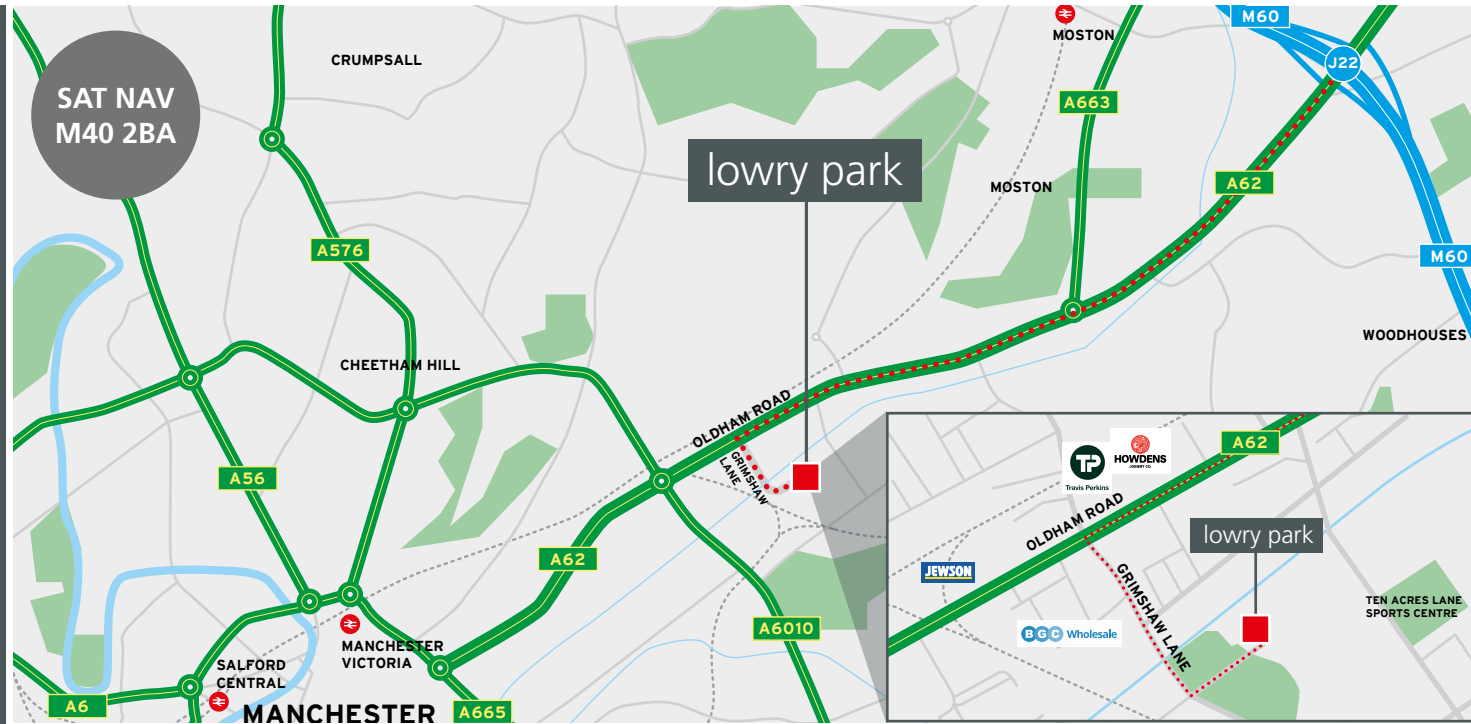 M60
MOSTON
CRUMPSALL
J22
SAT NAV
M40 2BA
A663
lowry park
MOSTON
A62
A576
M60
WOODHOUSES
CHEETHAM HILL
OLDHAM ROAD
GRIMSHAW
LANE
A56
A62
A6010
MANCHESTER
VICTORIA
SALFORD
CENTRAL
A6
MANCHESTER
A665
A62
TP
Travis Perkins
HOWDENS
JOINERY CO.
OLDHAM ROAD
lowry park
JEWSON
GRIMSHAW LANE
TEN ACRES LANE
SPORTS CENTRE
BGC Wholesale